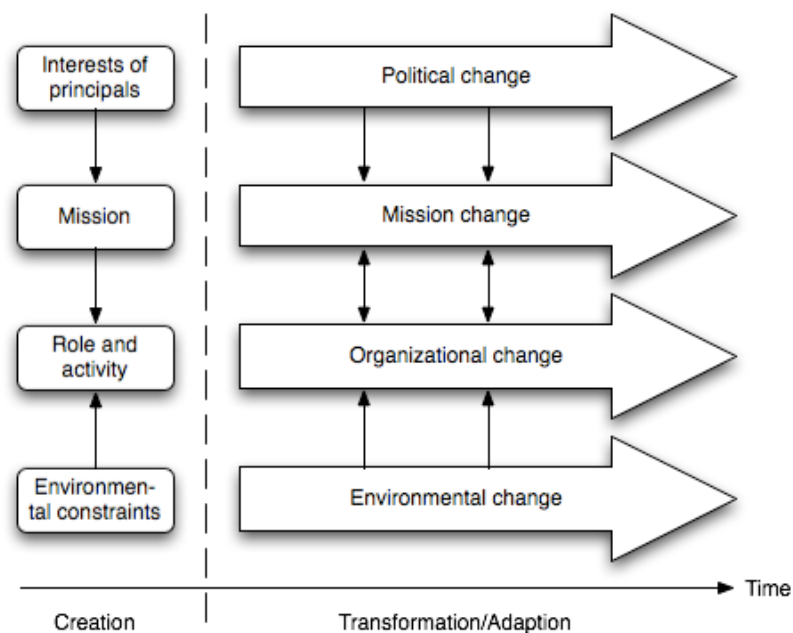 Interests of
principals
Political change
Mission
Mission change
Role and
activity
Organizational change
Environmen-
tal constraints
Environmental change
Time
Creation
Transformation/Adaption